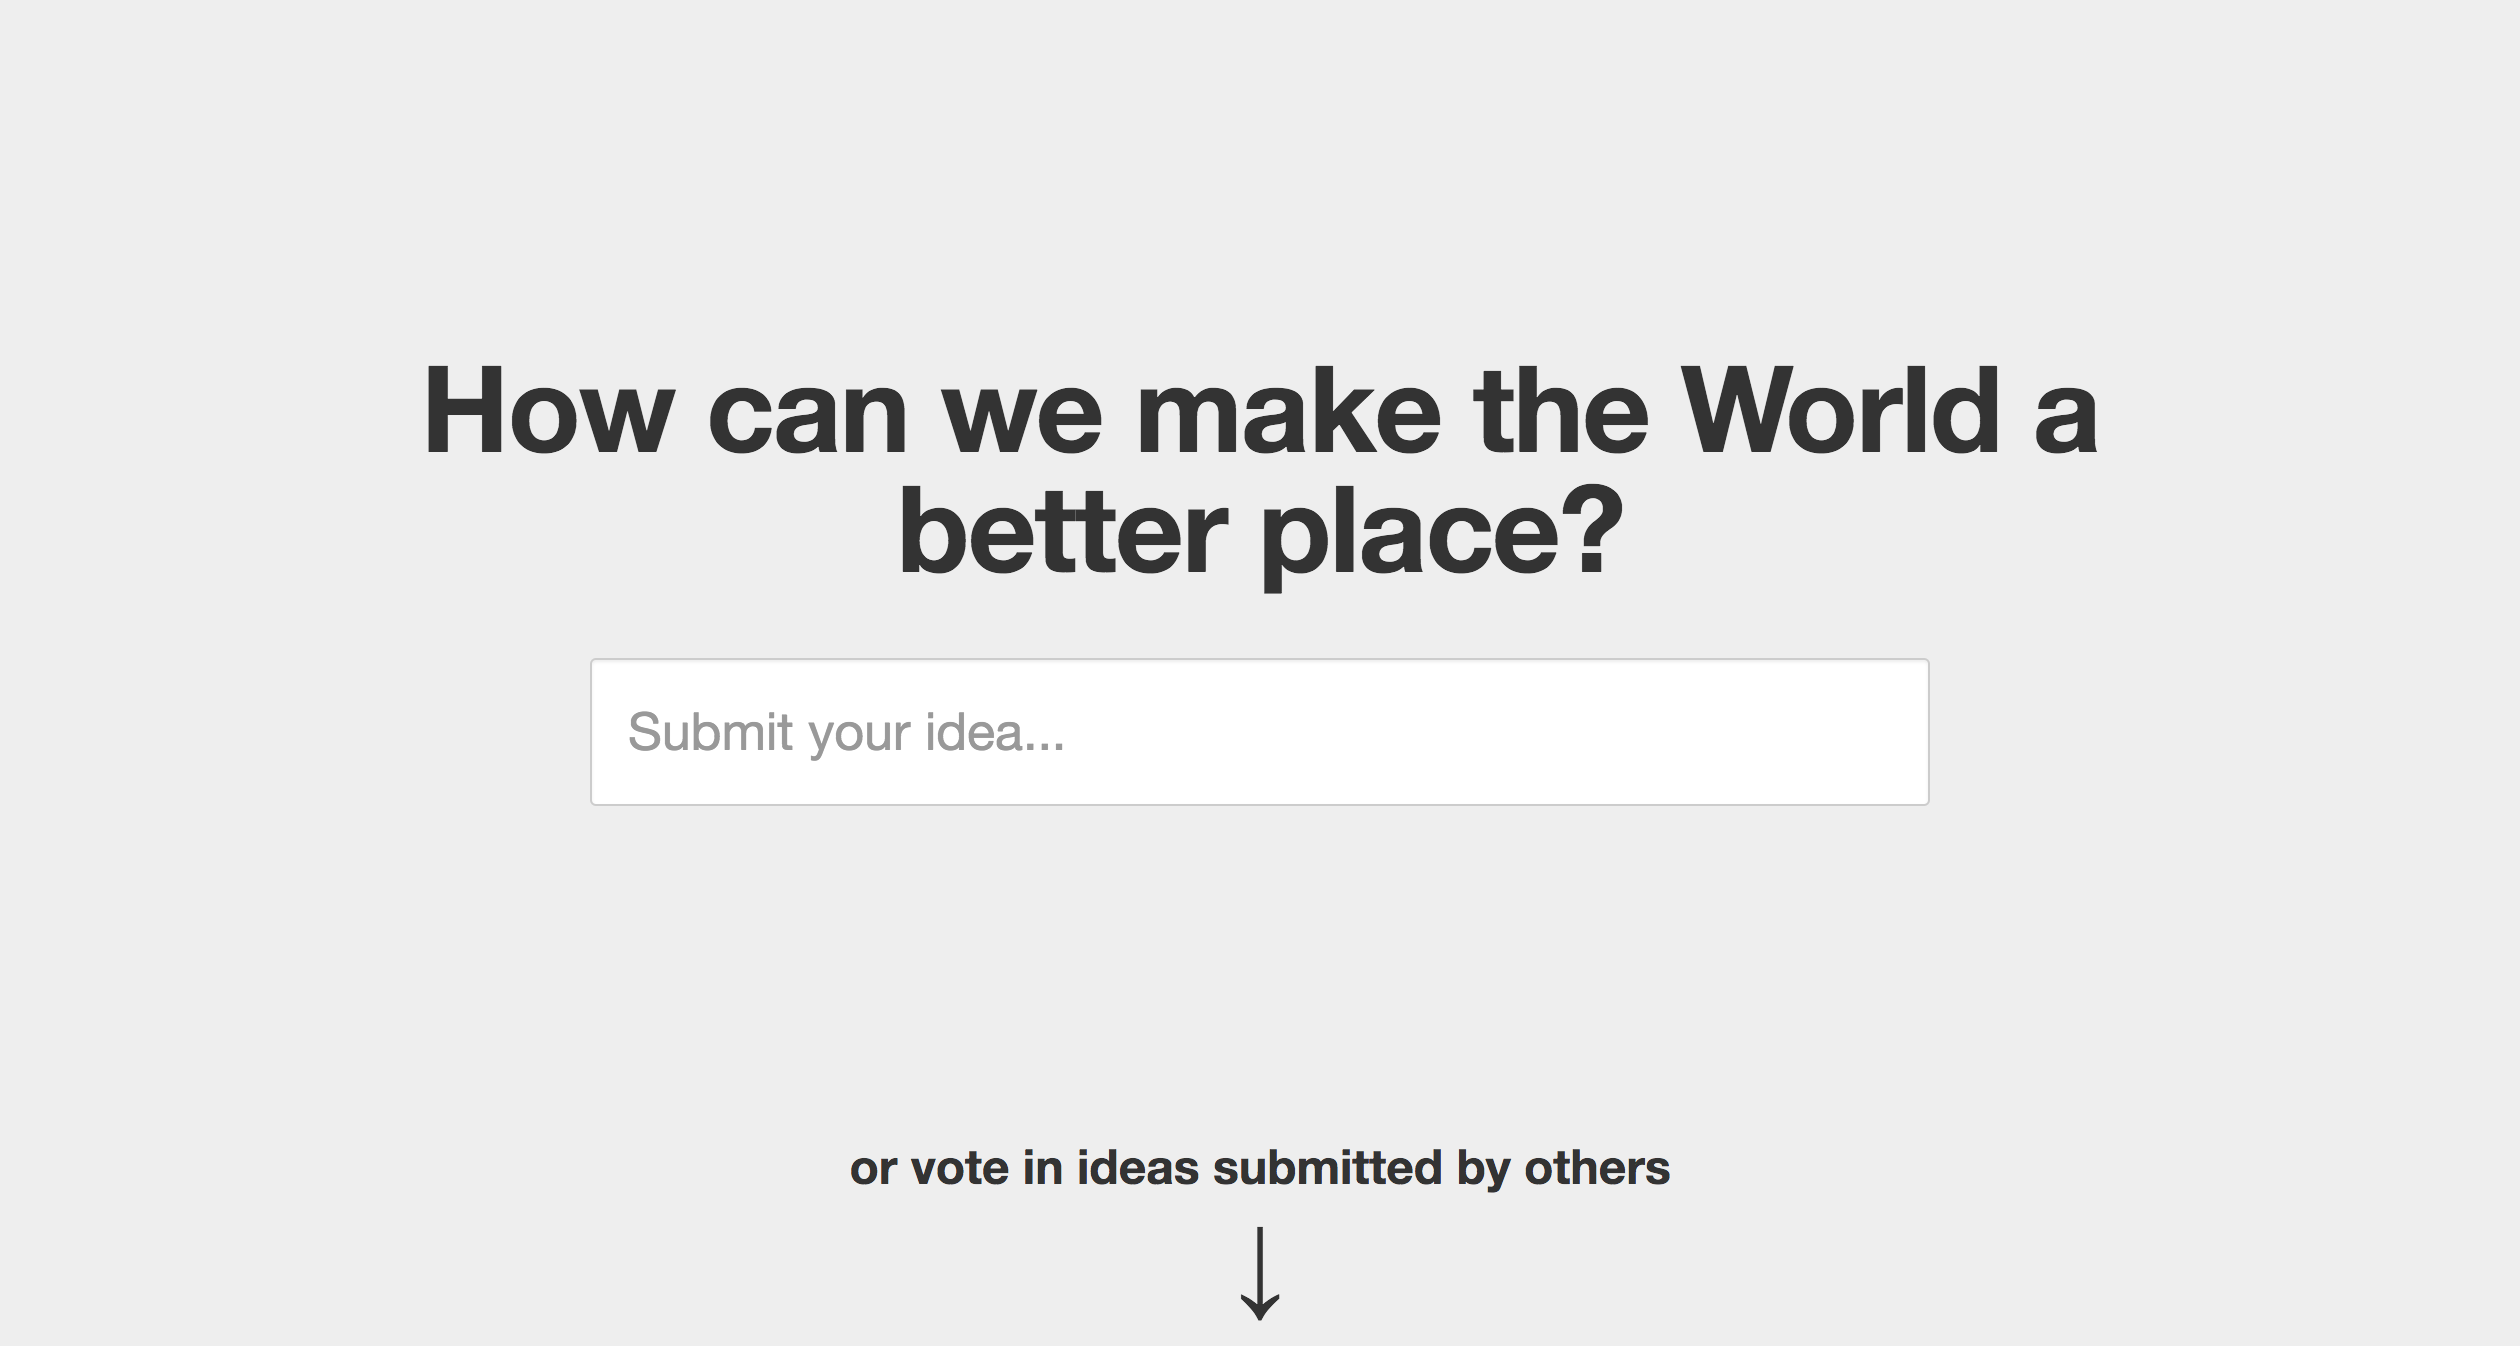 How can we make the World a
better place?
Submit your idea...
or vote in ideas submitted by others